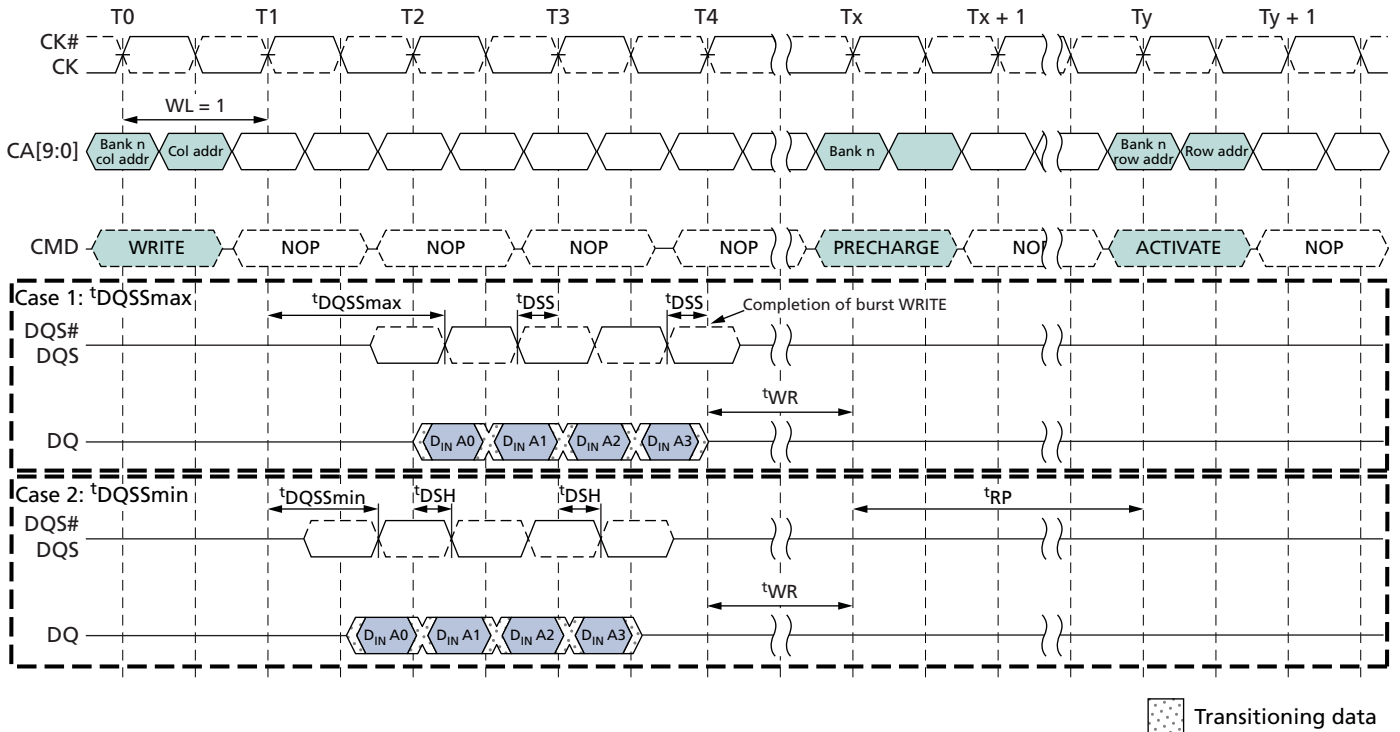 T0 T1 T2 T3 T4 Tx Tx + 1 Ty Ty + 1
CK#
CK
WL = 1
CA[9:0]
Bank n
col addr
Col addr
Bank n
Bank n
row addr
Row addr
CMD
WRITE NOP NOP NOP NOP PRECHARGE NOP ACTIVATE NOP
Case 1: tDQSSmax
tDQSSmax tDSS tDSS Completion of burst WRITE
DQS#
DQS
tWR
DQ
DIN A0 DIN A1 DIN A2 DIN A3
Case 2: tDQSSmin
tDQSSmin tDSH tDSH tRP
DQS#
DQS
tWR
DQ
DIN A0 DIN A1 DIN A2 DIN A3
Transitioning data